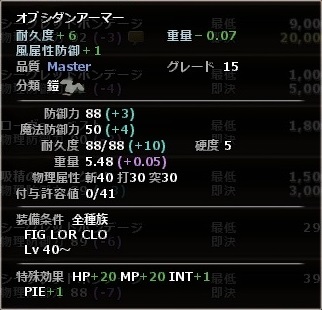 オブシダンアーマー
耐久度+6 重量-0.07
風属性防御+1
品質 Master グレード 15
分類 鎧
防御力 88 (+3)
魔法防御力 50 (+4)
耐久度 88/88 (+10) 硬度 5
重量 5.48 (+0.05)
物理属性 斬40 打30 突30
付与許容値 0/41
装備条件 全種族
FIG LOR CLO
Lv 40～
特殊効果 HP+20 MP+20 INT+1
PIE+1